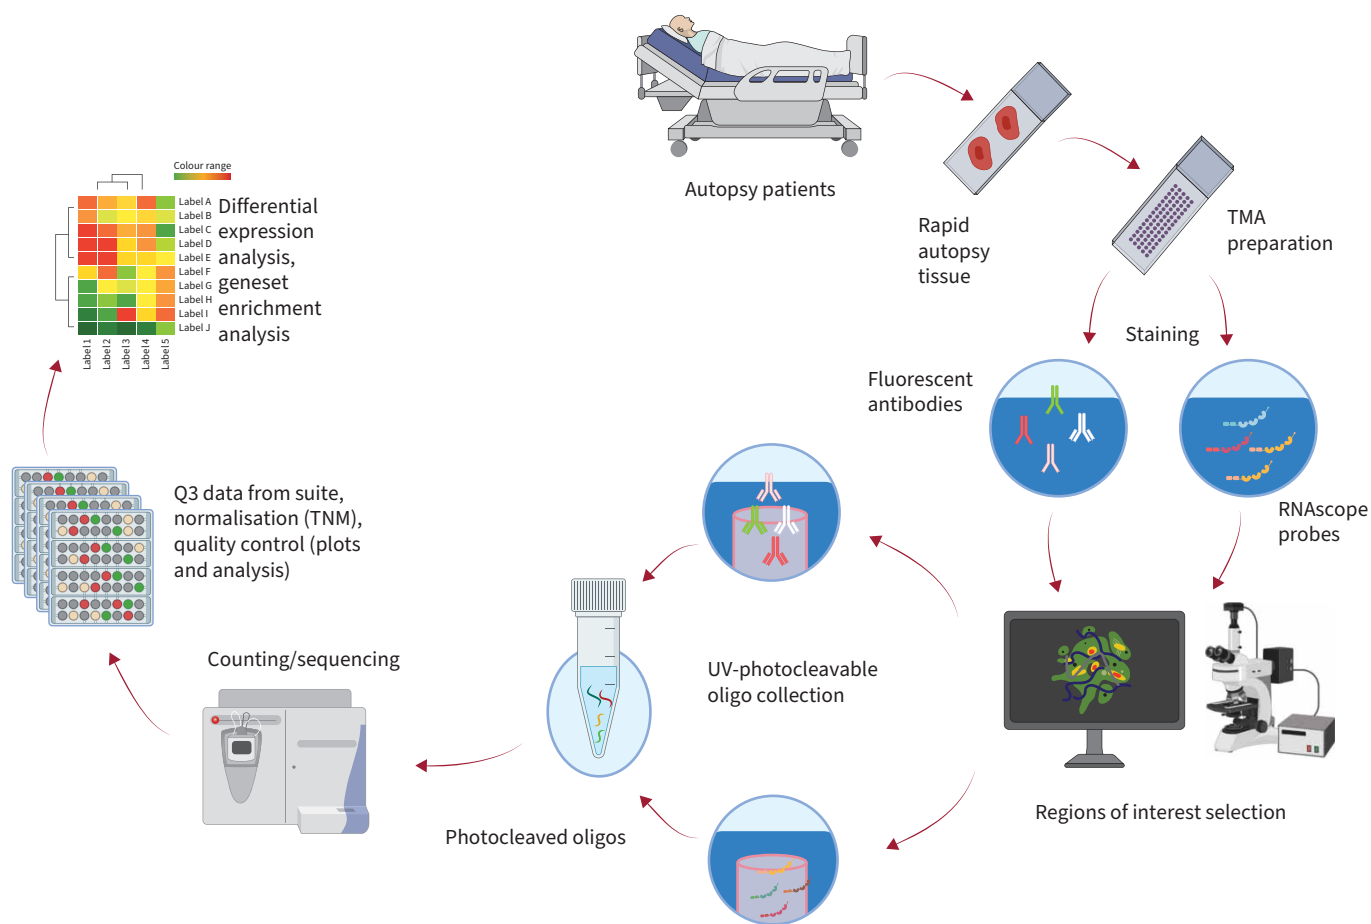 Autopsy patients
Rapid
autopsy
tissue
TMA
preparation
Staining
Fluorescent
antibodies
RNAscope
probes
Regions of interest selection
UV-photocleavable
oligo collection
Photocleaved oligos
Counting/sequencing
Q3 data from suite,
normalisation (TNM),
quality control (plots
and analysis)
Differential
expression
analysis,
geneset
enrichment
analysis
Colour range
Label A
Label B
Label C
Label D
Label E
Label F
Label G
Label H
Label I
Label J
Label 1
Label 2
Label 3
Label 4
Label 5